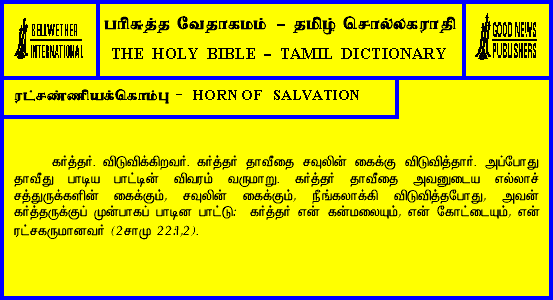 BELLWETHER
INTERNATIONAL
பரிசுத்த வேதாகமம் - தமிழ் சொல்லகராதி
THE HOLY BIBLE - TAMIL DICTIONARY
GOOD NEWS
PUBLISHERS
ரட்சண்ணியக்கொம்பு - HORN OF SALVATION
கர்த்தர். விடுவிக்கிறவர். கர்த்தர் தாவீதை சவுலின் கைக்கு விடுவித்தார். அப்போது
தாவீது பாடிய பாட்டின் விவரம் வருமாறு. கர்த்தர் தாவீதை அவனுடைய எல்லாச்
சத்துருக்களின் கைக்கும், சவுலின் கைக்கும், நீங்கலாக்கி விடுவித்தபோது, அவன்
கர்த்தருக்குப் முன்பாகப் பாடின பாட்டு: கர்த்தர் என் கன்மலையும், என் கோட்டையும், என்
ரட்சகருமானவர் (2சாமு 22:1,2).